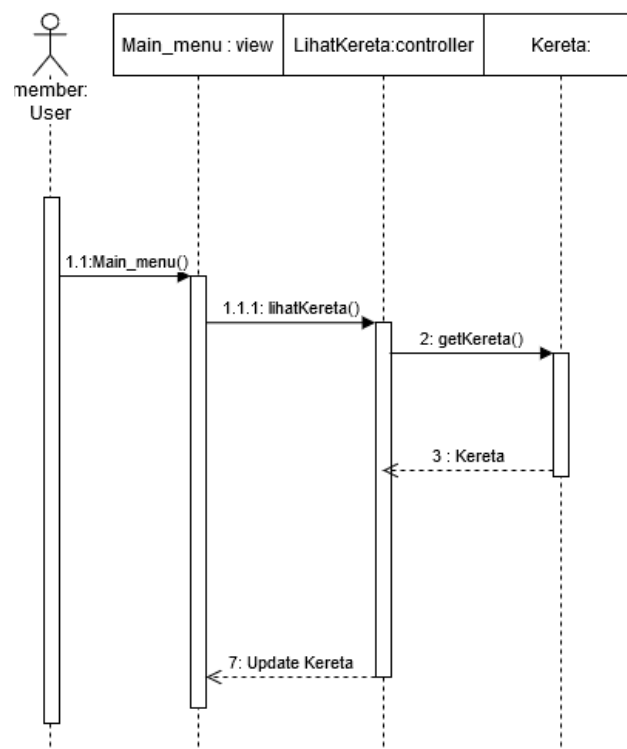 Main_menu : view
LihatKereta:controller
Kereta:
member:
User
1.1:Main_menu()
1.1.1: lihatKereta()
2: getKereta()
3 : Kereta
7: Update Kereta